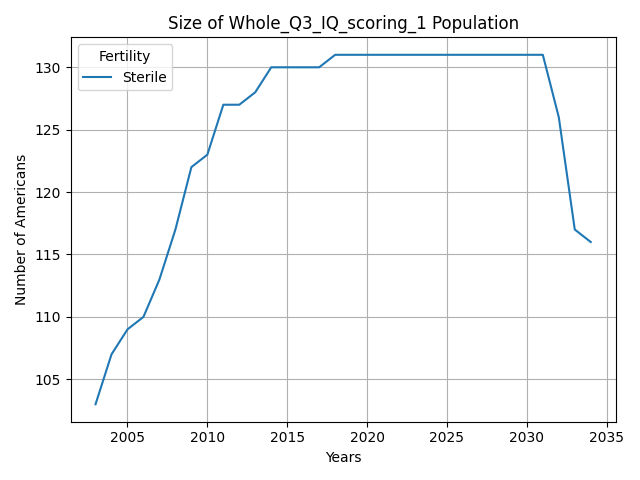 Size of Whole_Q3_IQ_scoring_1 Population
Fertility
Sterile
Number of Americans
130
125
120
115
110
105
2005 2010 2015 2020 2025 2030 2035
Years